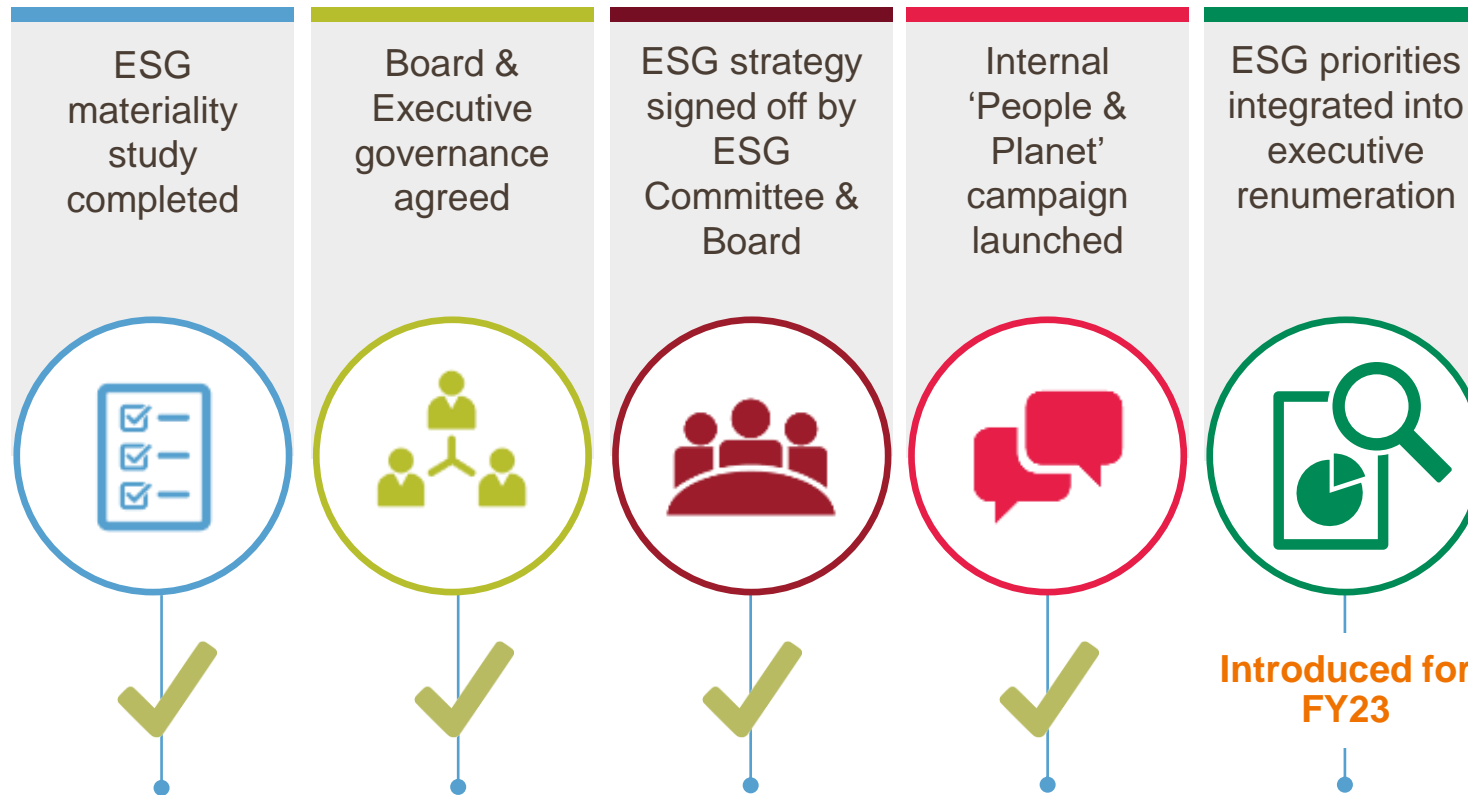 ESG
materiality
study
completed
Board &
Executive
governance
agreed
ESG strategy
signed off by
ESG
Committee &
Board
Internal
‘People &
Planet’
campaign
launched
ESG priorities
integrated into
executive
renumeration
Introduced for
FY23